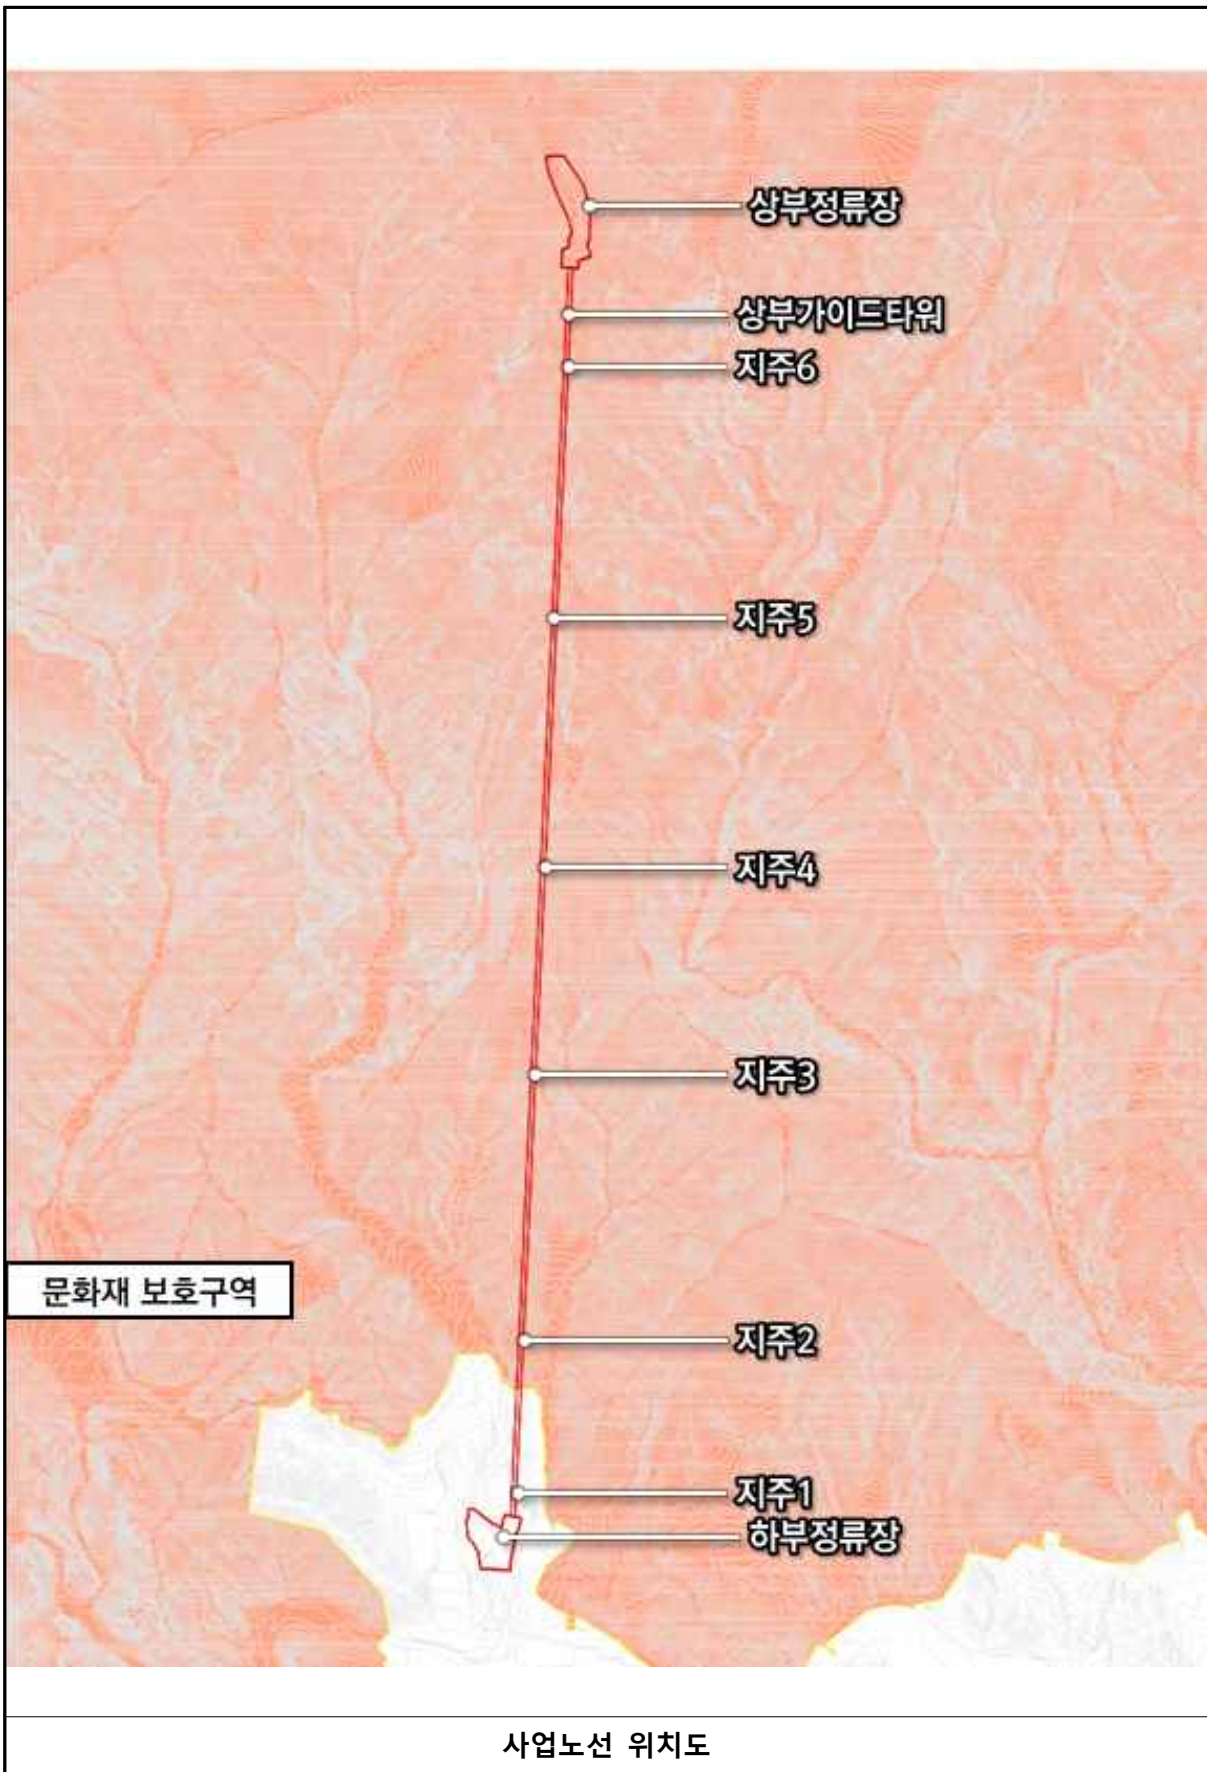 상부정류장
상부가이드타워
지주6
지주5
지주4
지주3
문화재 보호구역
지주2
지주1
하부정류장
사업노선 위치도